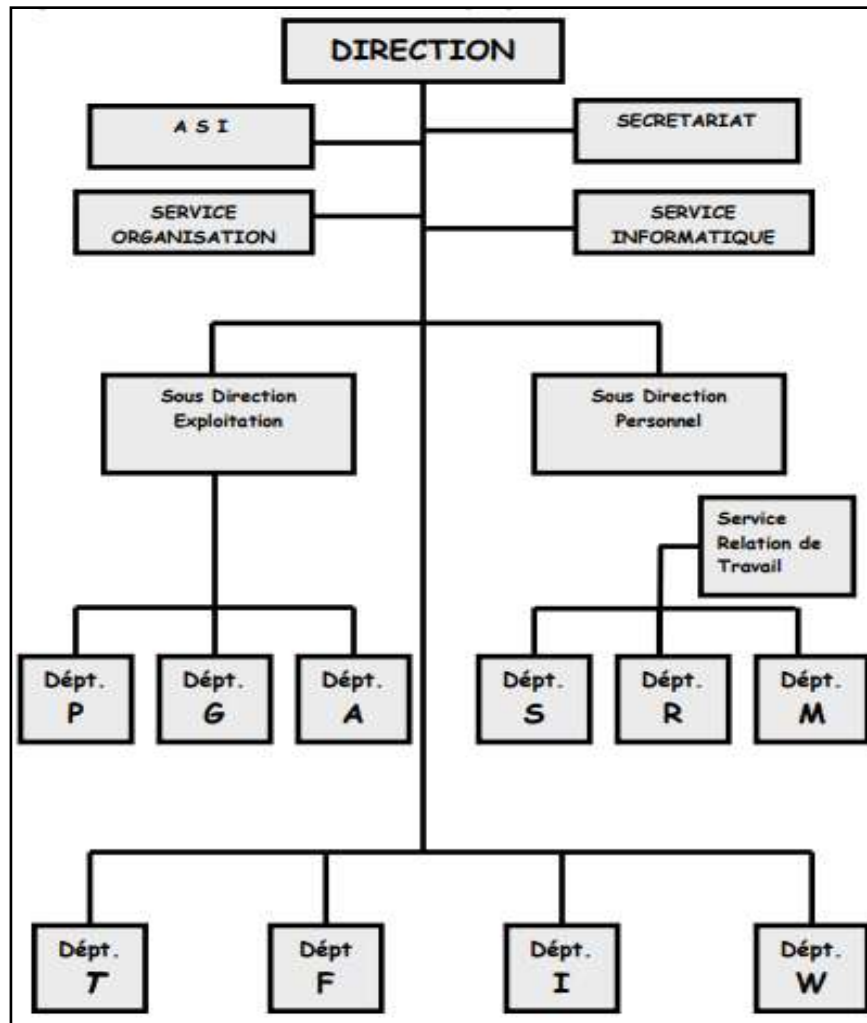 DIRECTION
A S I
SECRETARIAT
SERVICE
ORGANISATION
SERVICE
INFORMATIQUE
Sous Direction
Exploitation
Sous Direction
Personnel
Service
Relation de
Travail
Dépt.
P
Dépt.
G
Dépt.
A
Dépt.
S
Dépt.
R
Dépt.
M
Dépt.
T
Dépt
F
Dépt.
I
Dépt.
W